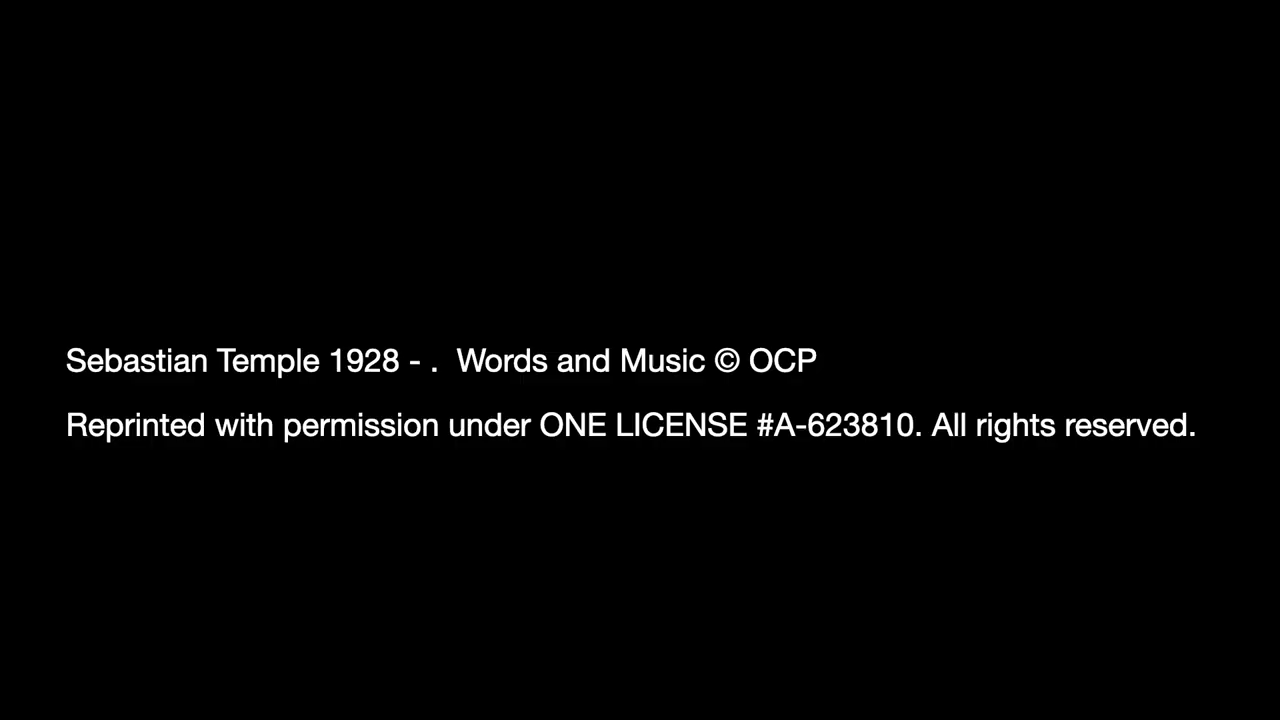 Sebastian Temple 1928 - .  Words and Music © OCP
Reprinted with permission under ONE LICENSE #A-623810. All rights reserved.